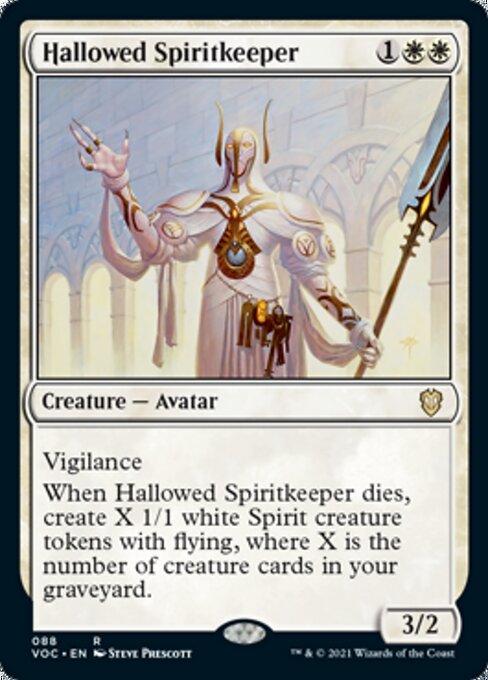 Hallowed Spiritkeeper 1
Creature — Avatar
Vigilance
When Hallowed Spiritkeeper dies,
create X 1/1 white Spirit creature
tokens with flying, where X is the
number of creature cards in your
graveyard.
3/2
088 R
VOC • EN Steve Prescott ™ & © 2021 Wizards of the Coast